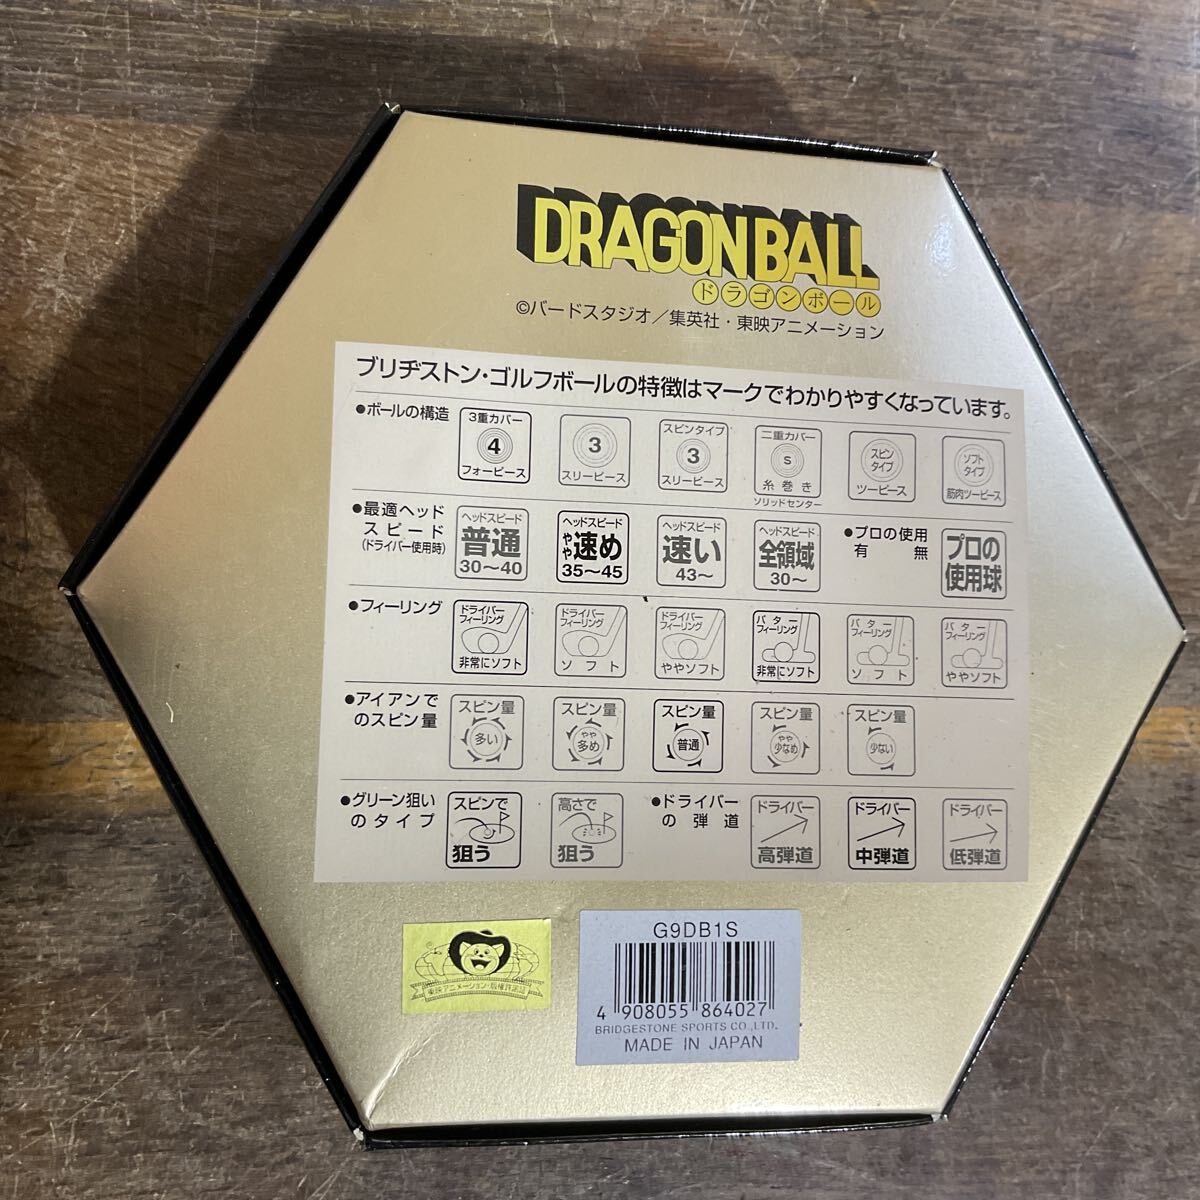 DRAGONBALL
ドラゴンボール
©バードスタジオ／集英社・東映アニメーション
ブリヂストン・ゴルフボールの特徴はマークでわかりやすくなっています。
●ボールの構造
3重カバー
4
フォーピース
3
スリーピース
スピンタイプ
3
スリーピース
二重カバー
S
糸巻き
ソリッドセンター
スピン
タイプ
ツーピース
ソフト
タイプ
筋肉ツーピース
●最適ヘッド
スピード
(ドライバー使用時)
ヘッドスピード
普通
30〜40
ヘッドスピード
やや速め
35〜45
ヘッドスピード
速い
43〜
ヘッドスピード
全領域
30〜
●プロの使用
有無
プロの
使用球
●フィーリング
ドライバー
フィーリング
非常にソフト
ドライバー
フィーリング
ソフト
ドライバー
フィーリング
ややソフト
パター
フィーリング
非常にソフト
パター
フィーリング
ソフト
パター
フィーリング
ややソフト
●アイアンで
のスピン量
スピン量
多い
スピン量
やや
多め
スピン量
普通
スピン量
やや
少なめ
スピン量
少ない
●グリーン狙い
のタイプ
スピンで
狙う
高さで
狙う
●ドライバー
の弾道
ドライバー
高弾道
ドライバー
中弾道
ドライバー
低弾道
東映アニメーション・版権許諾証
G9DB1S
4 908055 864027
BRIDGESTONE SPORTS CO.,LTD.
MADE IN JAPAN